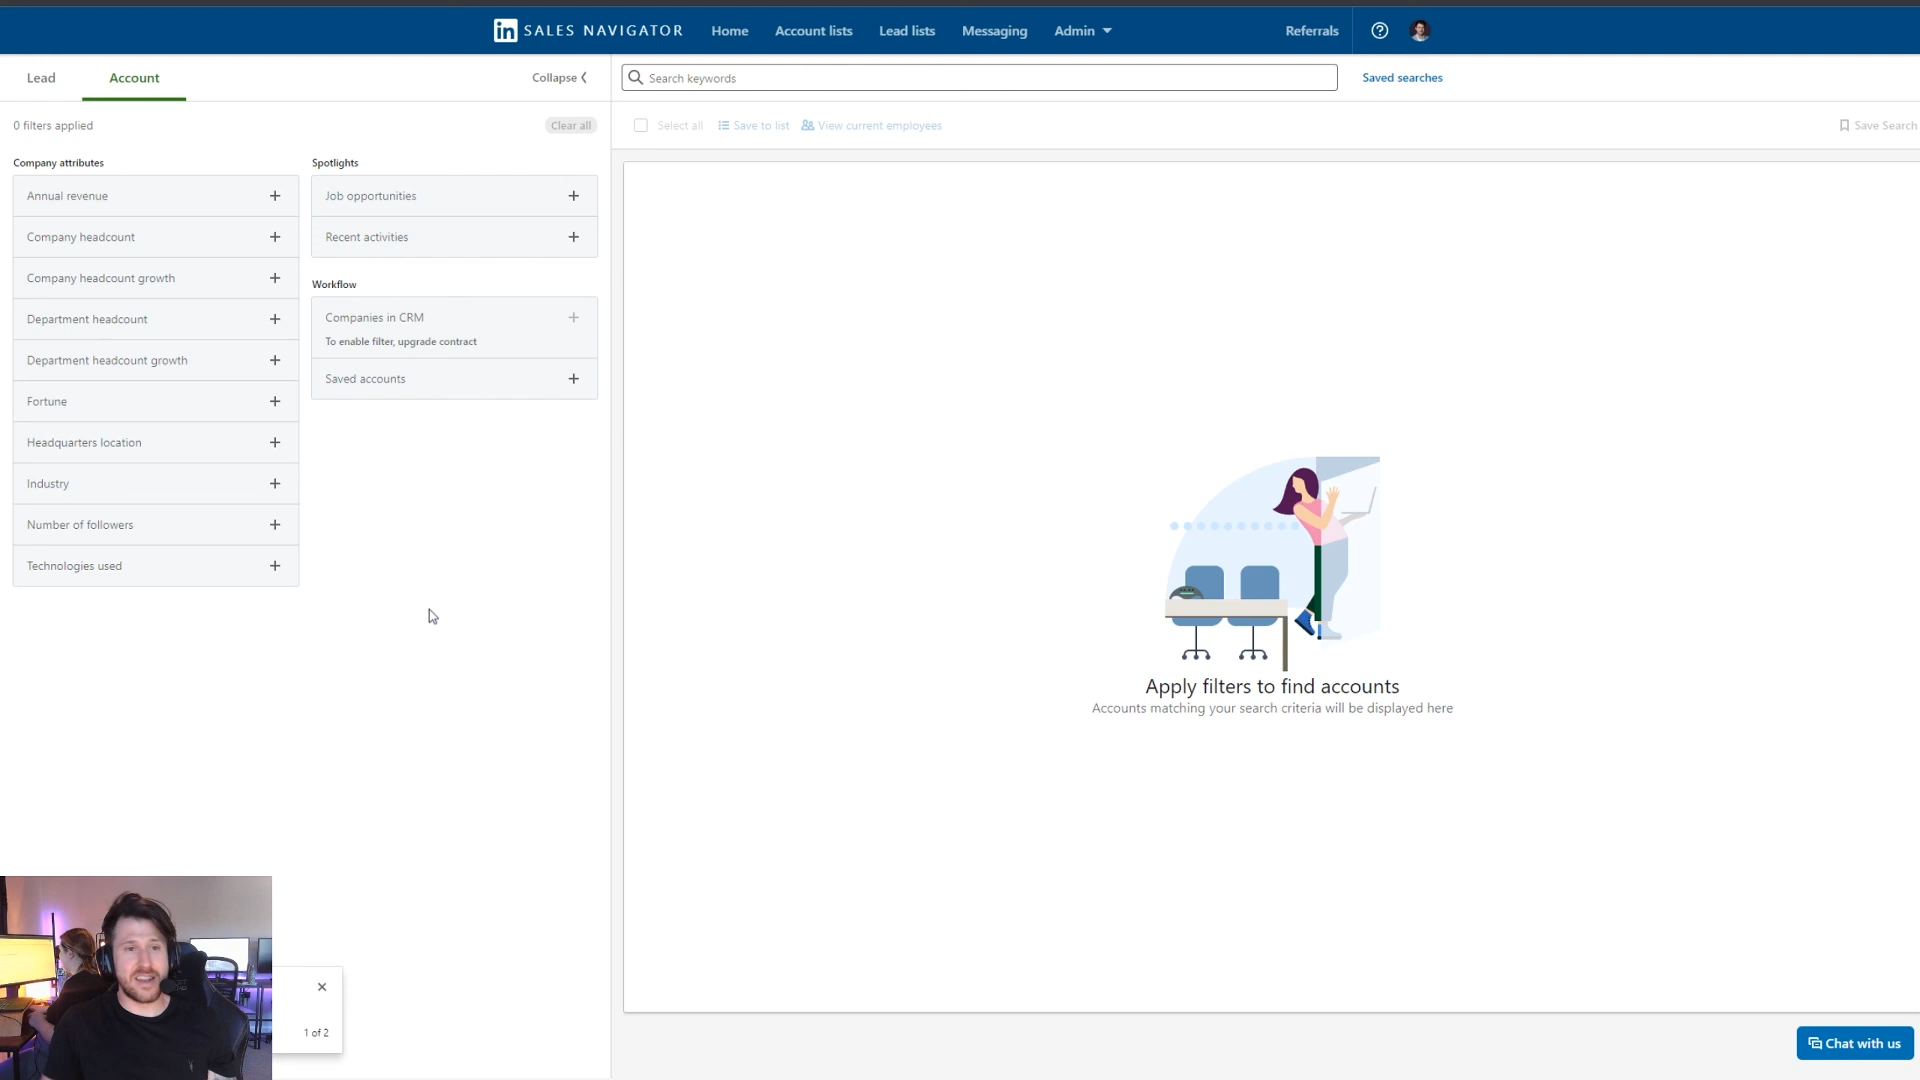 in SALES NAVIGATOR
Home
Account lists
Lead lists
Messaging
Admin
Referrals
Lead
Account
Collapse
Search keywords
Saved searches
0 filters applied
Clear all
Select all
Save to list
View current employees
Save Search
Company attributes
Annual revenue
Company headcount
Company headcount growth
Department headcount
Department headcount growth
Fortune
Headquarters location
Industry
Number of followers
Technologies used
Spotlights
Job opportunities
Recent activities
Workflow
Companies in CRM
To enable filter, upgrade contract
Saved accounts
Apply filters to find accounts
Accounts matching your search criteria will be displayed here
1 of 2
Chat with us